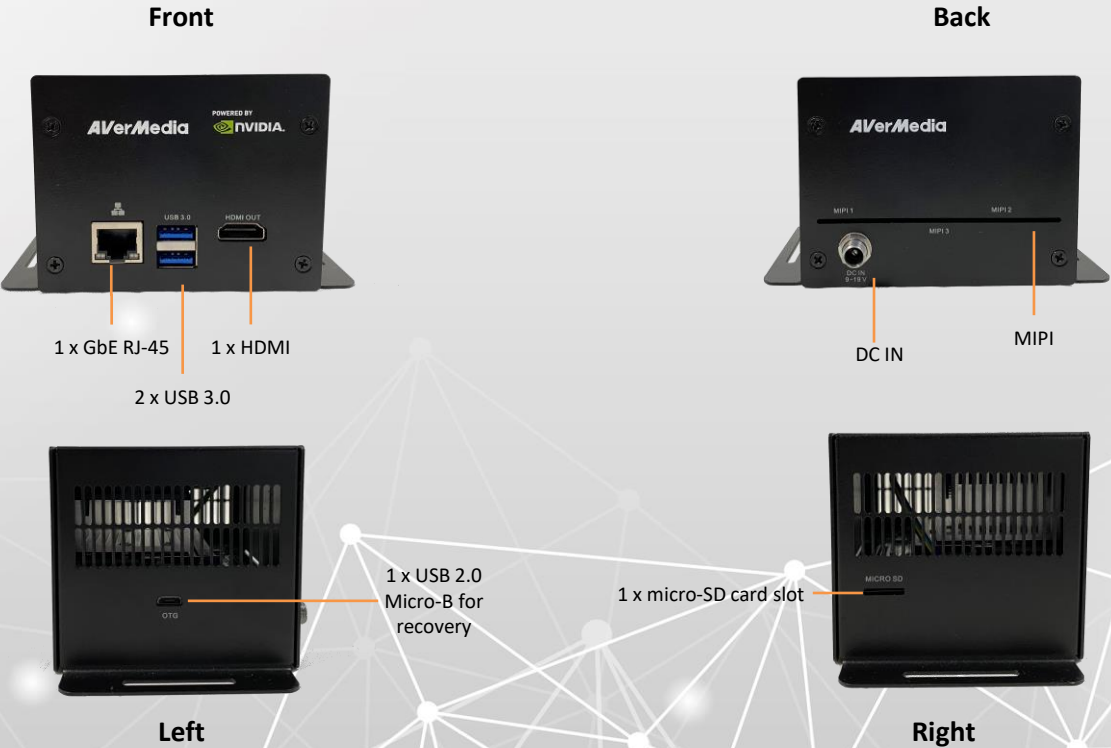 Front
Back
AVerMedia
POWERED BY
NVIDIA.
USB 3.0
HDMI OUT
1 x GbE RJ-45
1 x HDMI
2 x USB 3.0
AVerMedia
MIPI 1
MIPI 2
MIPI 3
DC IN
9~19V
DC IN
MIPI
OTG
1 x USB 2.0
Micro-B for
recovery
Left
MICRO SD
1 x micro-SD card slot
Right